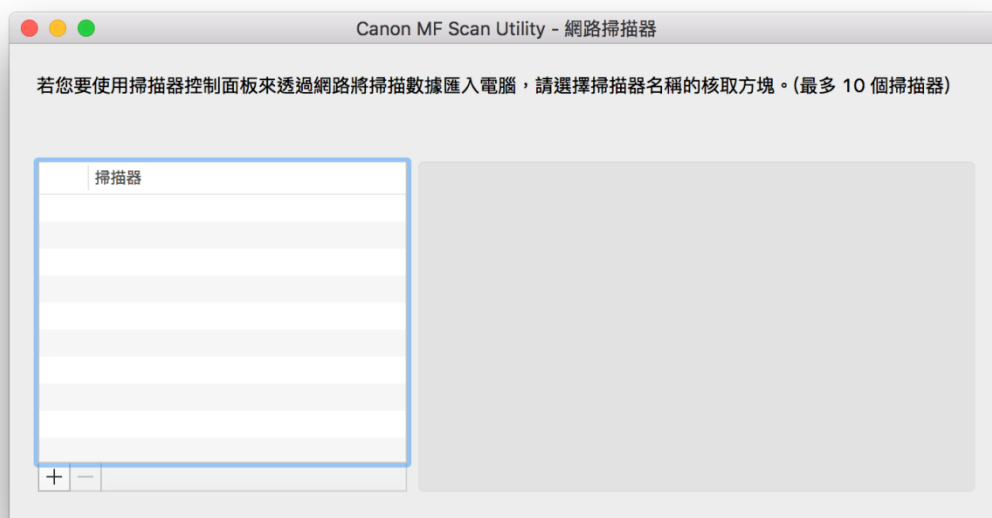 Canon MF Scan Utility - 網路掃描器
若您要使用掃描器控制面板來透過網路將掃描數據匯入電腦，請選擇掃描器名稱的核取方塊。(最多 10 個掃描器)
掃描器